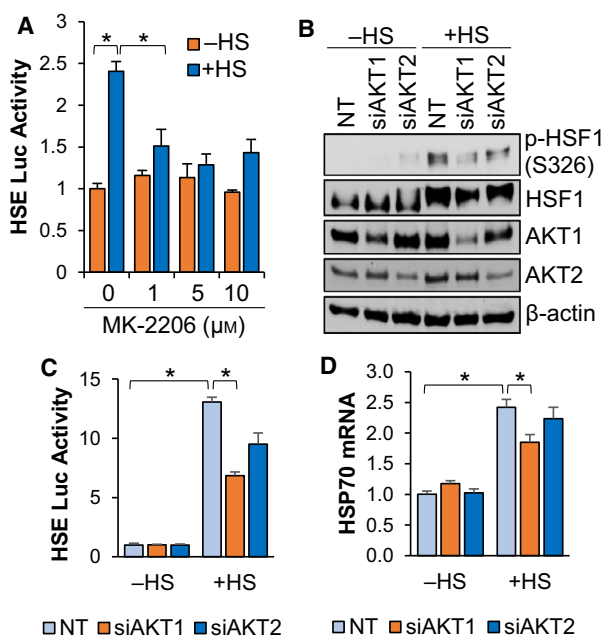 A
–HS
+HS
* *
HSE Luc Activity
3
2.5
2
1.5
1
0.5
0
0 1 5 10
MK-2206 (µM)
B
–HS +HS
NT siAKT1 siAKT2 NT siAKT1 siAKT2
p-HSF1
(S326)
HSF1
AKT1
AKT2
β-actin
C
* *
HSE Luc Activity
15
10
5
0
–HS +HS
NT siAKT1 siAKT2
D
* *
HSP70 mRNA
3.0
2.5
2.0
1.5
1.0
0.5
0.0
–HS +HS
NT siAKT1 siAKT2